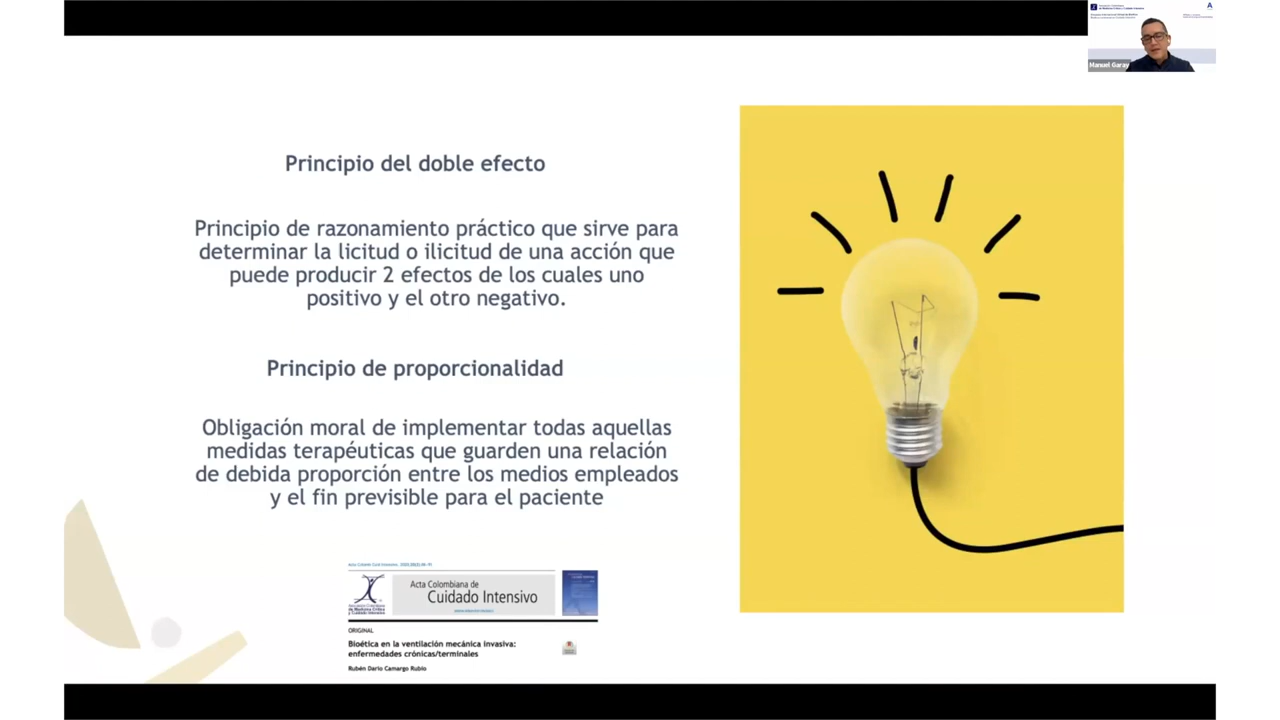 Manuel Garay
Principio del doble efecto
Principio de razonamiento práctico que sirve para
determinar la licitud o ilicitud de una acción que
puede producir 2 efectos de los cuales uno
positivo y el otro negativo.
Principio de proporcionalidad
Obligación moral de implementar todas aquellas
medidas terapéuticas que guarden una relación
de debida proporción entre los medios empleados
y el fin previsible para el paciente
Acta Colombiana de
Cuidado Intensivo
ORIGINAL
Bioética en la ventilación mecánica invasiva:
enfermedades crónicas/terminales
Rubén Darío Camargo Rubio